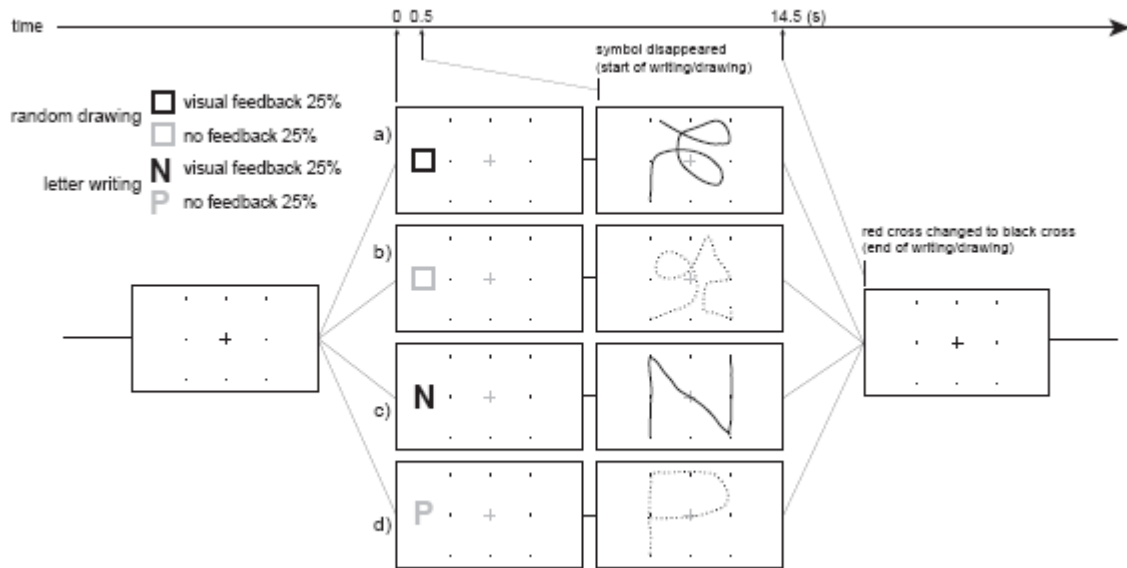 time
0 0.5 14.5 (s)
symbol disappeared
(start of writing/drawing)
random drawing
visual feedback 25%
no feedback 25%
letter writing
N visual feedback 25%
P no feedback 25%
a)
b)
c) N
d) P
red cross changed to black cross
(end of writing/drawing)